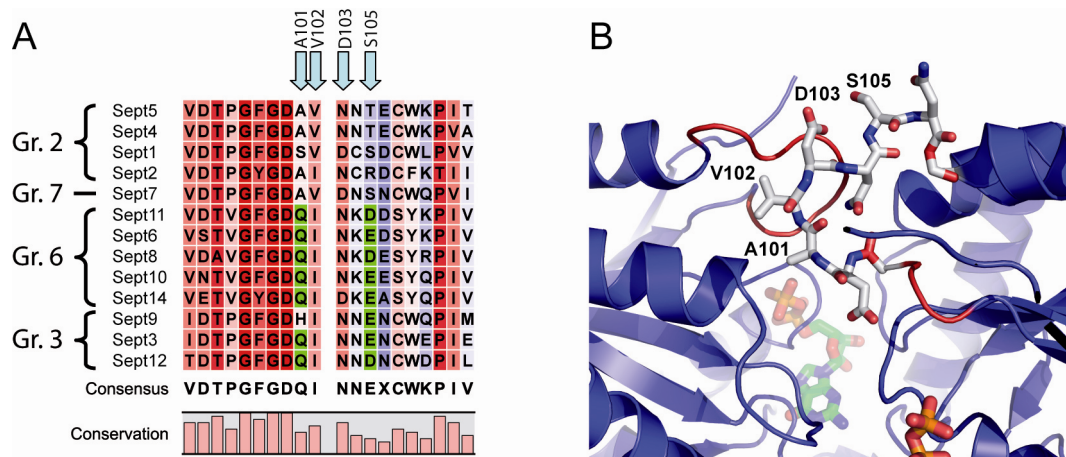 A
A101
V102
D103
S105
Gr. 2
Sept5 VDTPGFGDAV NNTECWKPIT
Sept4 VDTPGFGDAV NNTECWKPVA
Sept1 VDTPGFGDSV DCSDCWLPVV
Sept2 VDTPGYGDAI NCRDCFKTII
Gr. 7
Sept7 VDTPGFGDAV DNSNCWQPVI
Gr. 6
Sept11 VDTVGFGDQI NKDDSYKPIV
Sept6 VSTVGFGDQI NKEDSYKPIV
Sept8 VDAVGFGDQI NKDESYRPIV
Sept10 VNTVGFGDQI NKEESYQPIV
Sept14 VETVGYGDQI DKEASYQPIV
Gr. 3
Sept9 IDTPGFGDHI NNENCWQPIM
Sept3 IDTPGFGDQI NNENCWEPIE
Sept12 TDTPGFGDQI NNDNCWDPIL
Consensus VDTPGFGDQI NNEXCWKPIV
Conservation
B
S105
D103
V102
A101